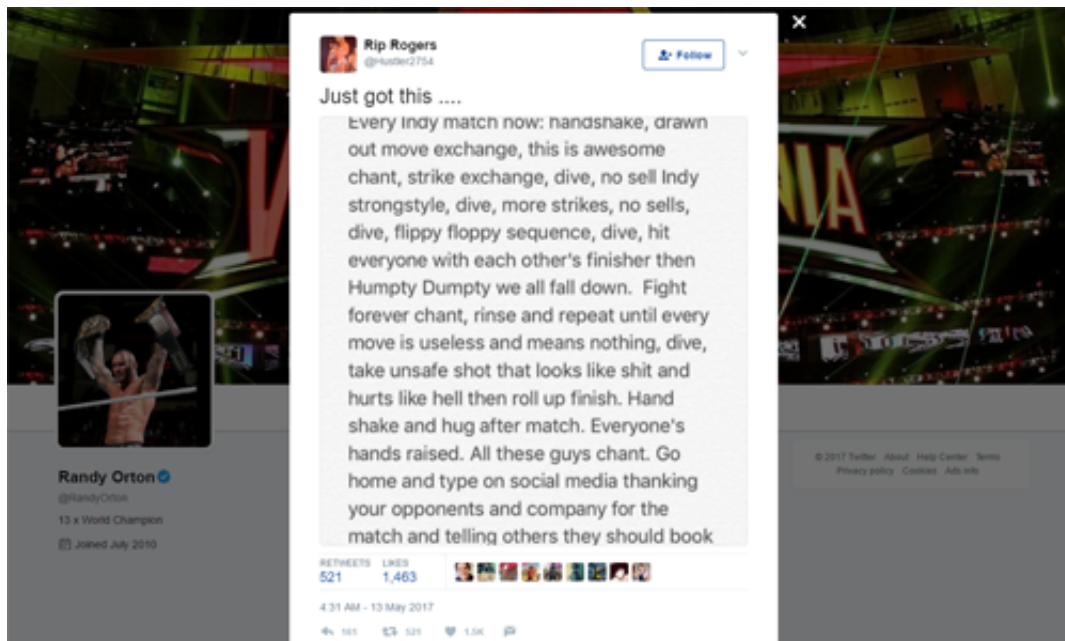 Rip Rogers
@Hustler2754
Follow
Just got this ....
Every Indy match now: handshake, drawn
out move exchange, this is awesome
chant, strike exchange, dive, no sell Indy
strongstyle, dive, more strikes, no sells,
dive, flippy floppy sequence, dive, hit
everyone with each other's finisher then
Humpty Dumpty we all fall down.  Fight
forever chant, rinse and repeat until every
move is useless and means nothing, dive,
take unsafe shot that looks like shit and
hurts like hell then roll up finish. Hand
shake and hug after match. Everyone's
hands raised. All these guys chant. Go
home and type on social media thanking
your opponents and company for the
match and telling others they should book
RETWEETS LIKES
521 1,463
4:31 AM - 13 May 2017
161 521 1.5K
Randy Orton
@RandyOrton
13 x World Champion
Joined July 2010
© 2017 Twitter About Help Center Terms
Privacy policy Cookies Ads info
NIA